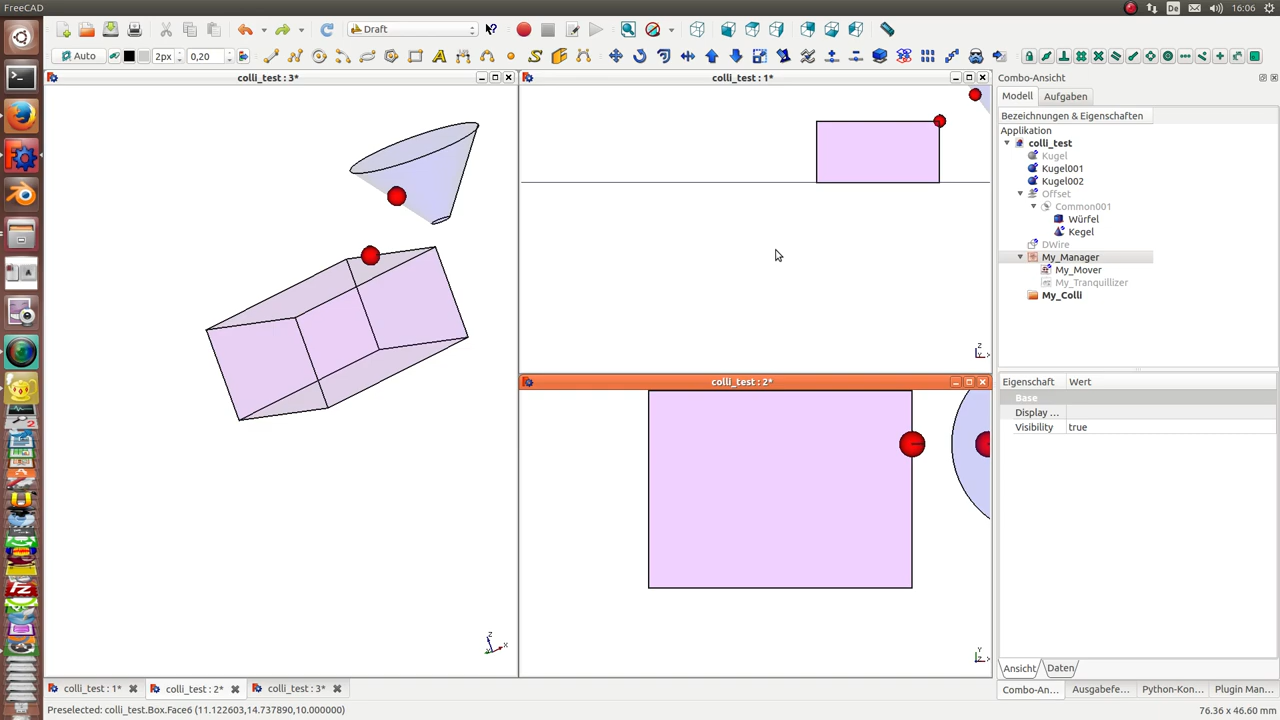 FreeCAD
De
16:06
Draft
Auto
2px
0,20
colli_test : 3*
colli_test : 1*
Combo-Ansicht
Modell
Aufgaben
Bezeichnungen & Eigenschaften
Applikation
colli_test
Kugel
Kugel001
Kugel002
Offset
Common001
Würfel
Kegel
DWire
My_Manager
My_Mover
My_Tranquillizer
My_Colli
colli_test : 2*
Eigenschaft
Wert
Base
Display ...
Visibility
true
Ansicht
Daten
colli_test : 1*
colli_test : 2*
colli_test : 3*
Combo-An...
Ausgabefe...
Python-Kon...
Plugin Man...
Preselected: colli_test.Box.Face6 (11.122603,14.737890,10.000000)
76.36 x 46.60 mm